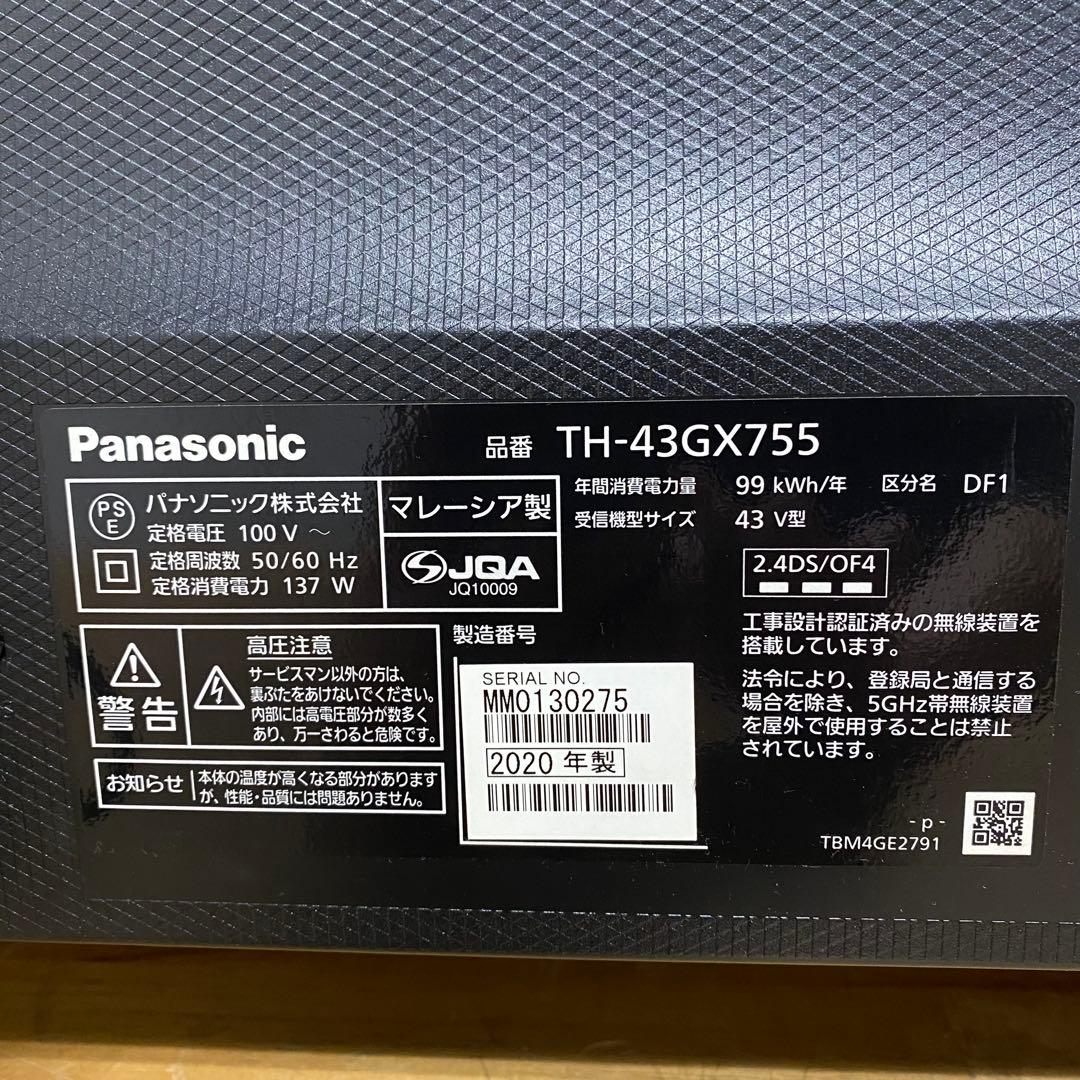 Panasonic
品番 TH-43GX755
PS
E
パナソニック株式会社
定格電圧 100 V ～
定格周波数 50/60 Hz
定格消費電力 137 W
マレーシア製
JQA
JQ10009
年間消費電力量 99 kWh/年 区分名 DF1
受信機型サイズ 43 V型
2.4DS/OF4
工事設計認証済みの無線装置を
搭載しています。
法令により、登録局と通信する
場合を除き、5GHz帯無線装置
を屋外で使用することは禁止
されています。
警告
高圧注意
サービスマン以外の方は、
裏ぶたをあけないでください。
内部には高電圧部分が数多く
あり、万一さわると危険です。
お知らせ
本体の温度が高くなる部分があります
が、性能・品質には問題ありません。
製造番号
SERIAL NO.
MM0130275
2020 年製
- p -
TBM4GE2791